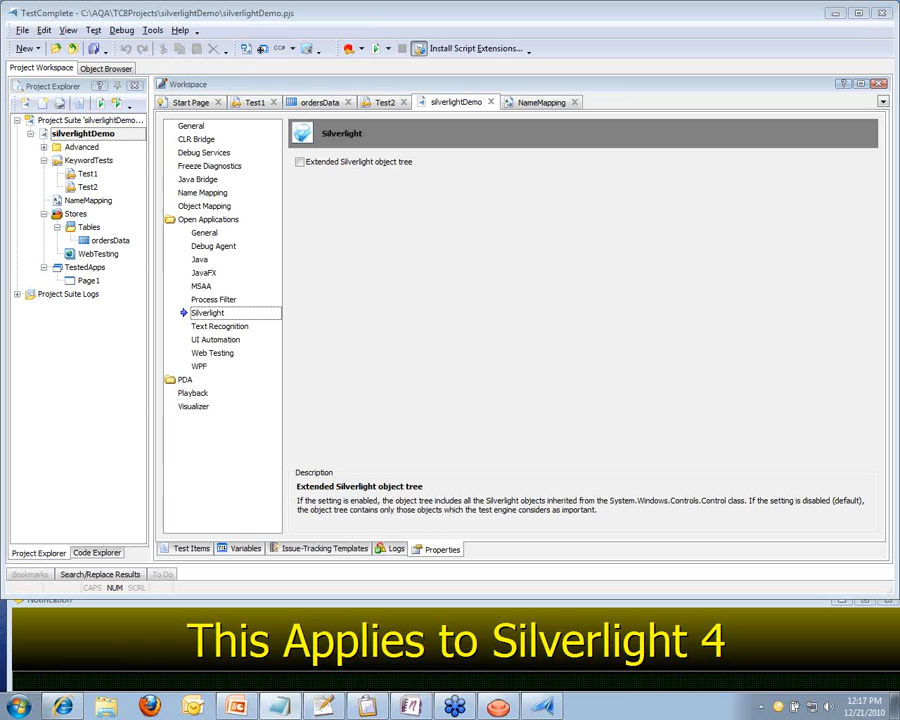 TestComplete - C:\AQA\TC8Projects\silverlightDemo\silverlightDemo.pjs
File Edit View Test Debug Tools Help
New
Install Script Extensions...
Project Workspace Object Browser
Project Explorer
Workspace
Start Page Test1 ordersData Test2 silverlightDemo NameMapping
Project Suite 'silverlightDemo...
silverlightDemo
Advanced
KeywordTests
Test1
Test2
NameMapping
Stores
Tables
ordersData
WebTesting
TestedApps
Page1
Project Suite Logs
General
CLR Bridge
Debug Services
Freeze Diagnostics
Java Bridge
Name Mapping
Object Mapping
Open Applications
General
Debug Agent
Java
JavaFX
MSAA
Process Filter
Silverlight
Text Recognition
UI Automation
Web Testing
WPF
PDA
Playback
Visualizer
Silverlight
Extended Silverlight object tree
Description
Extended Silverlight object tree
If the setting is enabled, the object tree includes all the Silverlight objects inherited from the System.Windows.Controls.Control class. If the setting is disabled (default),
the object tree contains only those objects which the test engine considers as important.
Project Explorer Code Explorer
Test Items Variables Issue-Tracking Templates Logs Properties
Bookmarks Search/Replace Results To Do
CAPS NUM SCRL
Notification
This Applies to Silverlight 4
12:17 PM
12/21/2010